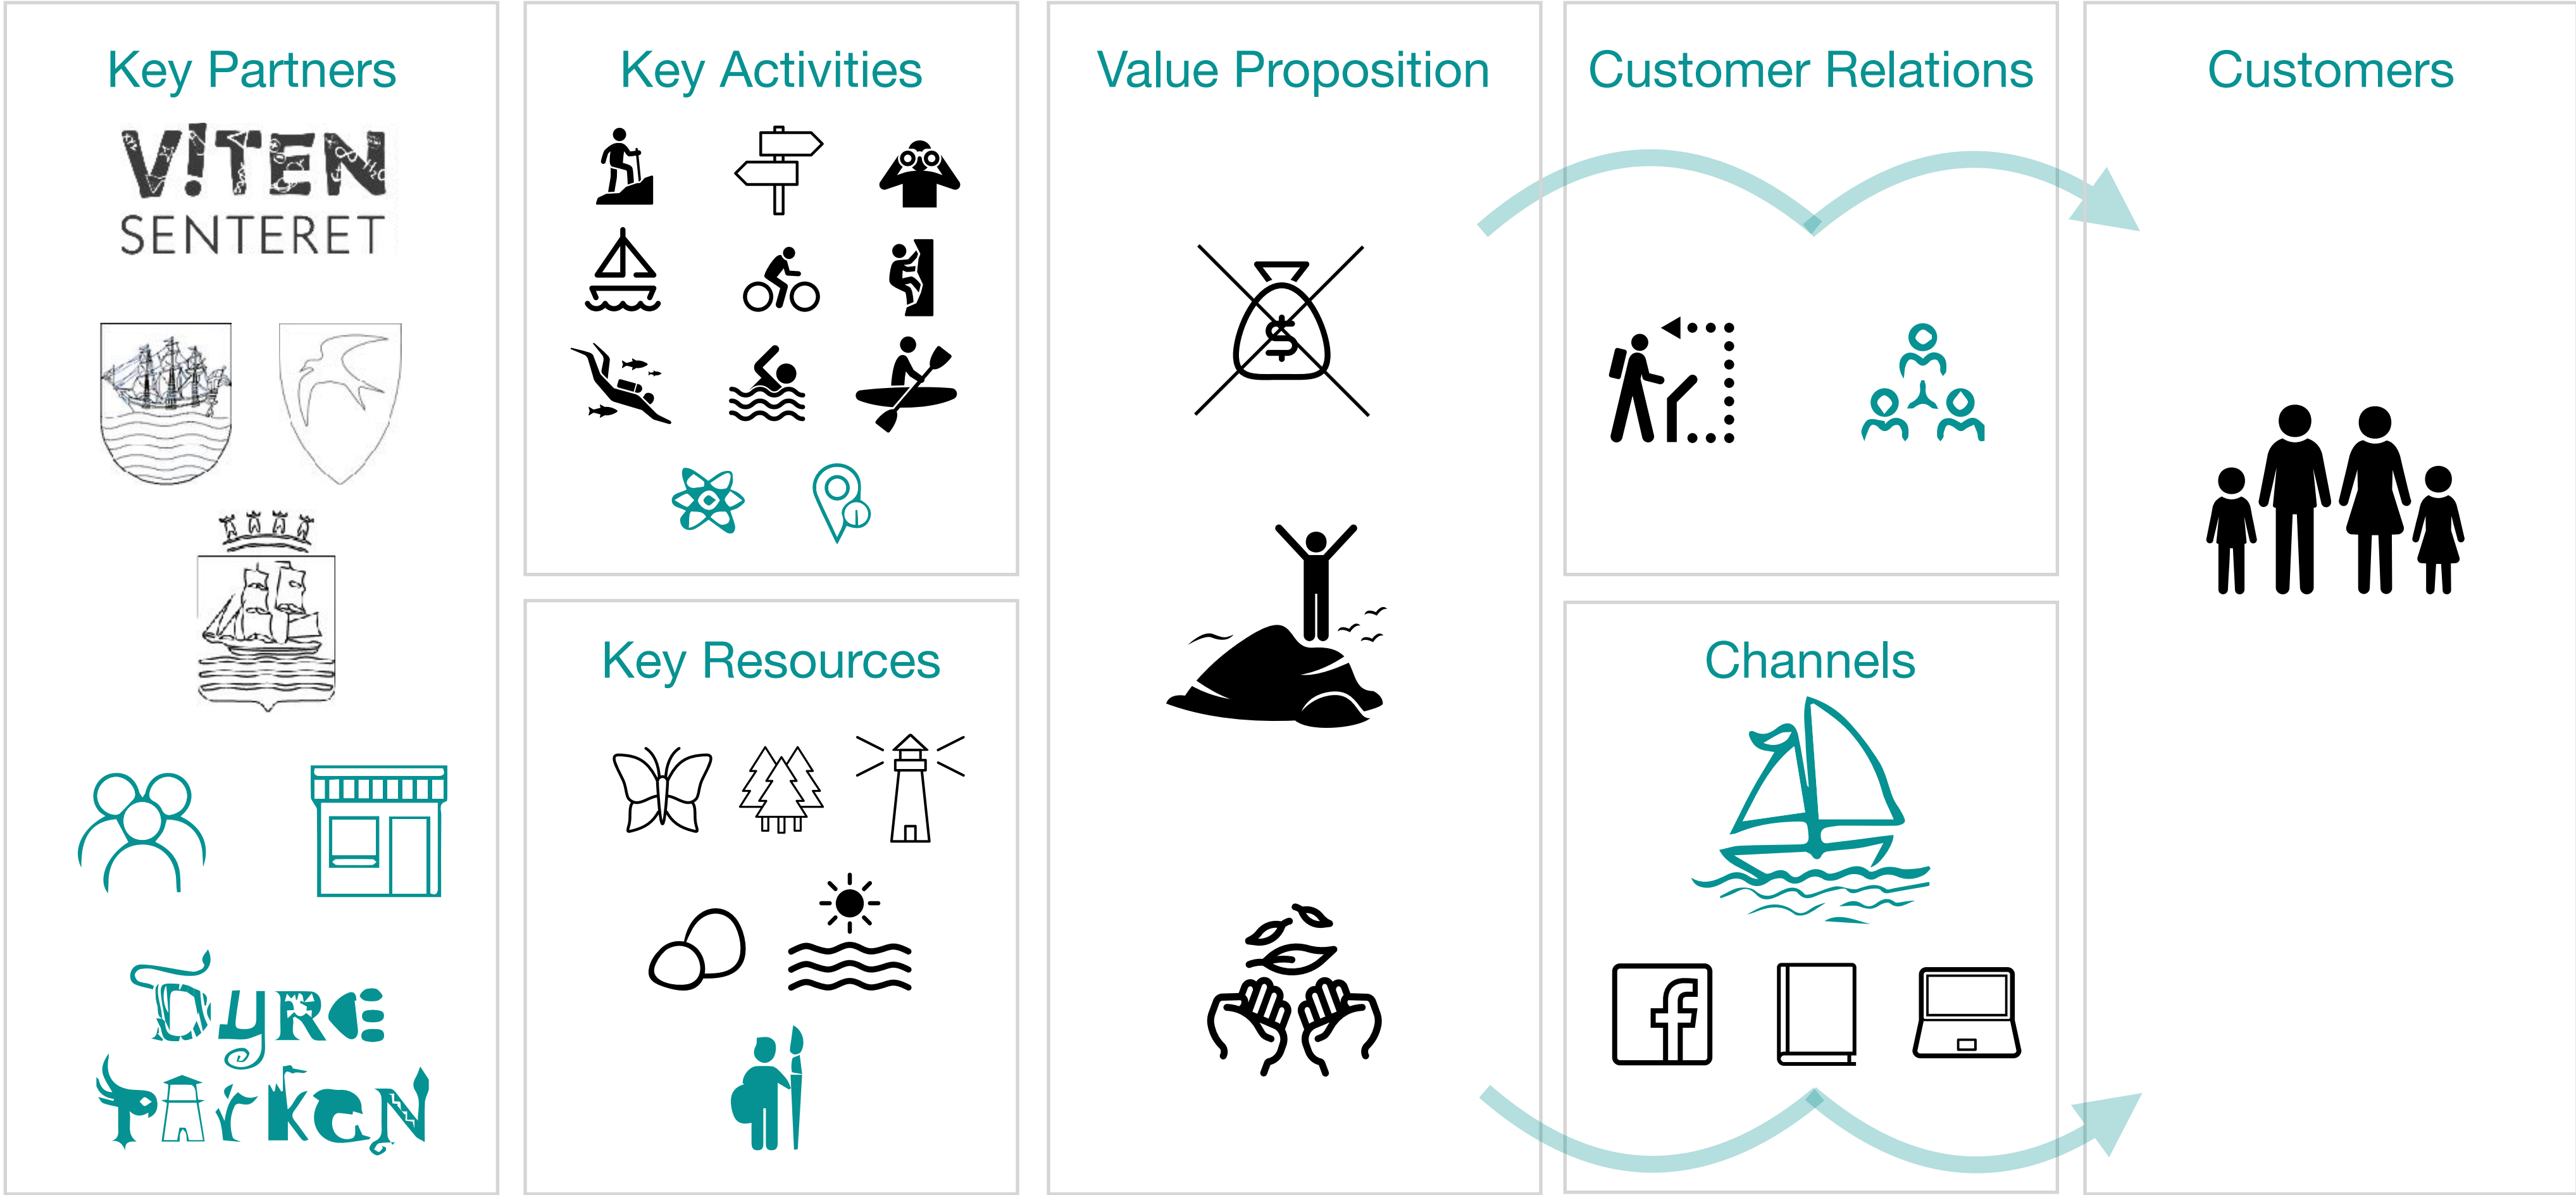 Key Partners
V!TEN
SENTERET
DyRe
PArkeN
Key Activities
Key Resources
Value Proposition
$
Customer Relations
Channels
f
Customers